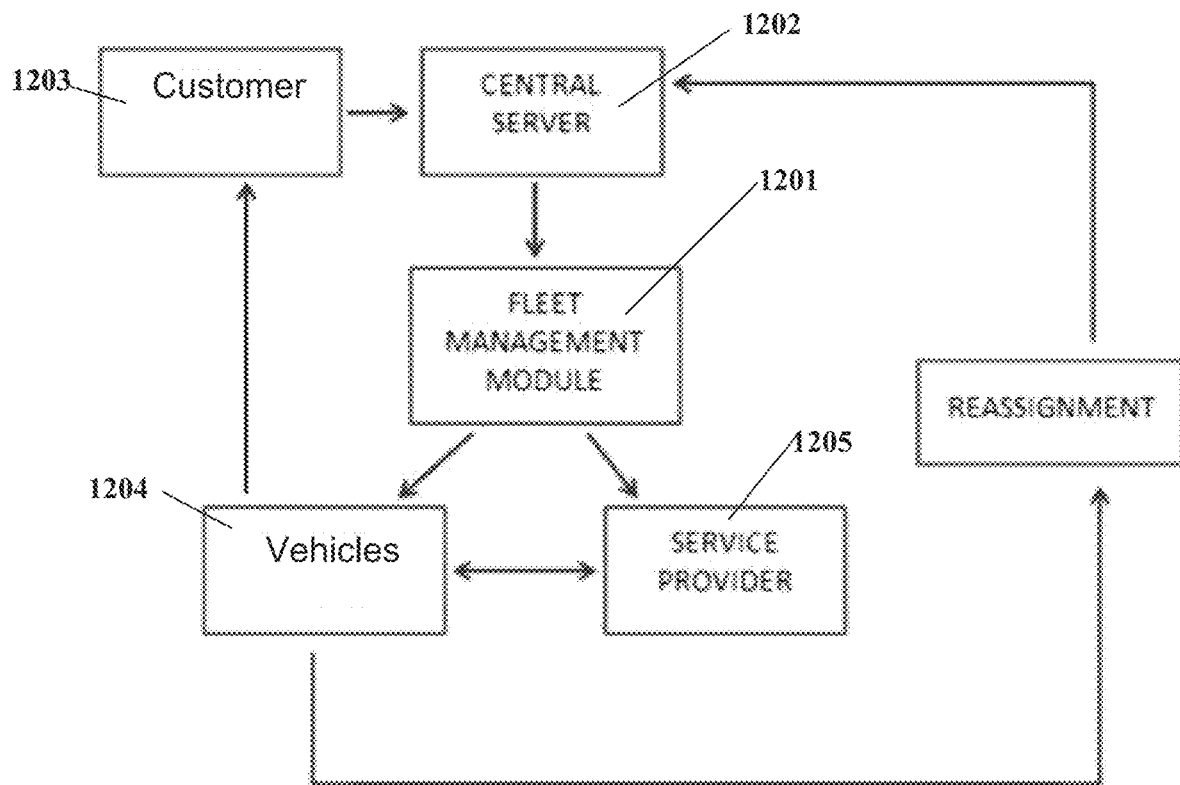 1202
1203
Customer
CENTRAL
SERVER
1201
FLEET
MANAGEMENT
MODULE
REASSIGNMENT
1205
1204
Vehicles
SERVICE
PROVIDER